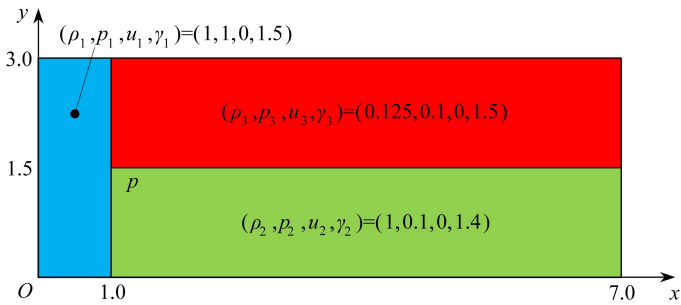 y
(ρ₁,p₁,u₁,γ₁)=(1,1,0,1.5)
3.0
(ρ₃,p₃,u₃,γ₃)=(0.125,0.1,0,1.5)
1.5
p
(ρ₂,p₂,u₂,γ₂)=(1,0.1,0,1.4)
O
1.0
7.0
x